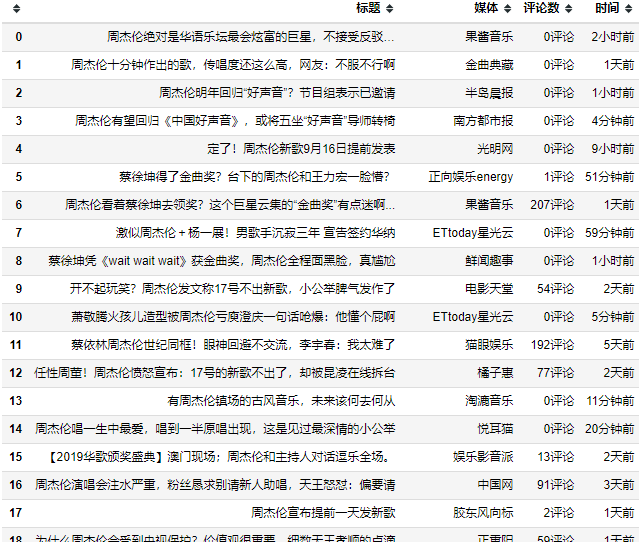 标题 媒体 评论数 时间
0 周杰伦绝对是华语乐坛最会炫富的巨星，不接受反驳... 果酱音乐 0评论 2小时前
1 周杰伦十分钟作出的歌，传唱度还这么高，网友：不服不行啊 金曲典藏 0评论 1天前
2 周杰伦明年回归“好声音”？节目组表示已邀请 半岛晨报 0评论 1小时前
3 周杰伦有望回归《中国好声音》，或将五坐“好声音”导师转椅 南方都市报 0评论 4分钟前
4 定了！周杰伦新歌9月16日提前发表 光明网 0评论 9小时前
5 蔡徐坤得了金曲奖？台下的周杰伦和王力宏一脸懵？ 正向娱乐energy 1评论 51分钟前
6 周杰伦看着蔡徐坤去领奖？这个巨星云集的“金曲奖”有点迷啊... 果酱音乐 207评论 1天前
7 激似周杰伦＋杨一展！男歌手沉寂三年 宣告签约华纳 ETtoday星光云 0评论 59分钟前
8 蔡徐坤凭《wait wait wait》获金曲奖，周杰伦全程面黑脸，真尴尬 鲜闻趣事 0评论 1小时前
9 开不起玩笑？周杰伦发文称17号不出新歌，小公举脾气发作了 电影天堂 54评论 2天前
10 萧敬腾火孩儿造型被周杰伦亏臾澄庆一句话呛爆：他懂个屁啊 ETtoday星光云 0评论 5分钟前
11 蔡依林周杰伦世纪同框！眼神回避不交流，李宇春：我太难了 猫眼娱乐 192评论 5天前
12 任性周董！周杰伦愤怒宣布：17号的新歌不出了，却被昆凌在线拆台 橘子惠 77评论 2天前
13 有周杰伦镇场的古风音乐，未来该何去何从 淘漉音乐 0评论 11分钟前
14 周杰伦唱一生中最爱，唱到一半原唱出现，这是见过最深情的小公举 悦耳猫 0评论 20分钟前
15 【2019华歌颁奖盛典】澳门现场；周杰伦和主持人对话逗乐全场。 娱乐影音派 13评论 2天前
16 周杰伦演唱会注水严重，粉丝恳求别请新人助唱，天王怒怼：偏要请 中国网 91评论 3天前
17 周杰伦宣布提前一天发新歌 胶东风向标 2评论 1天前
18 为什么周杰伦会受到央视保护？价值观很重要，细数天王孝顺的点滴 正重阳 59评论 1天前